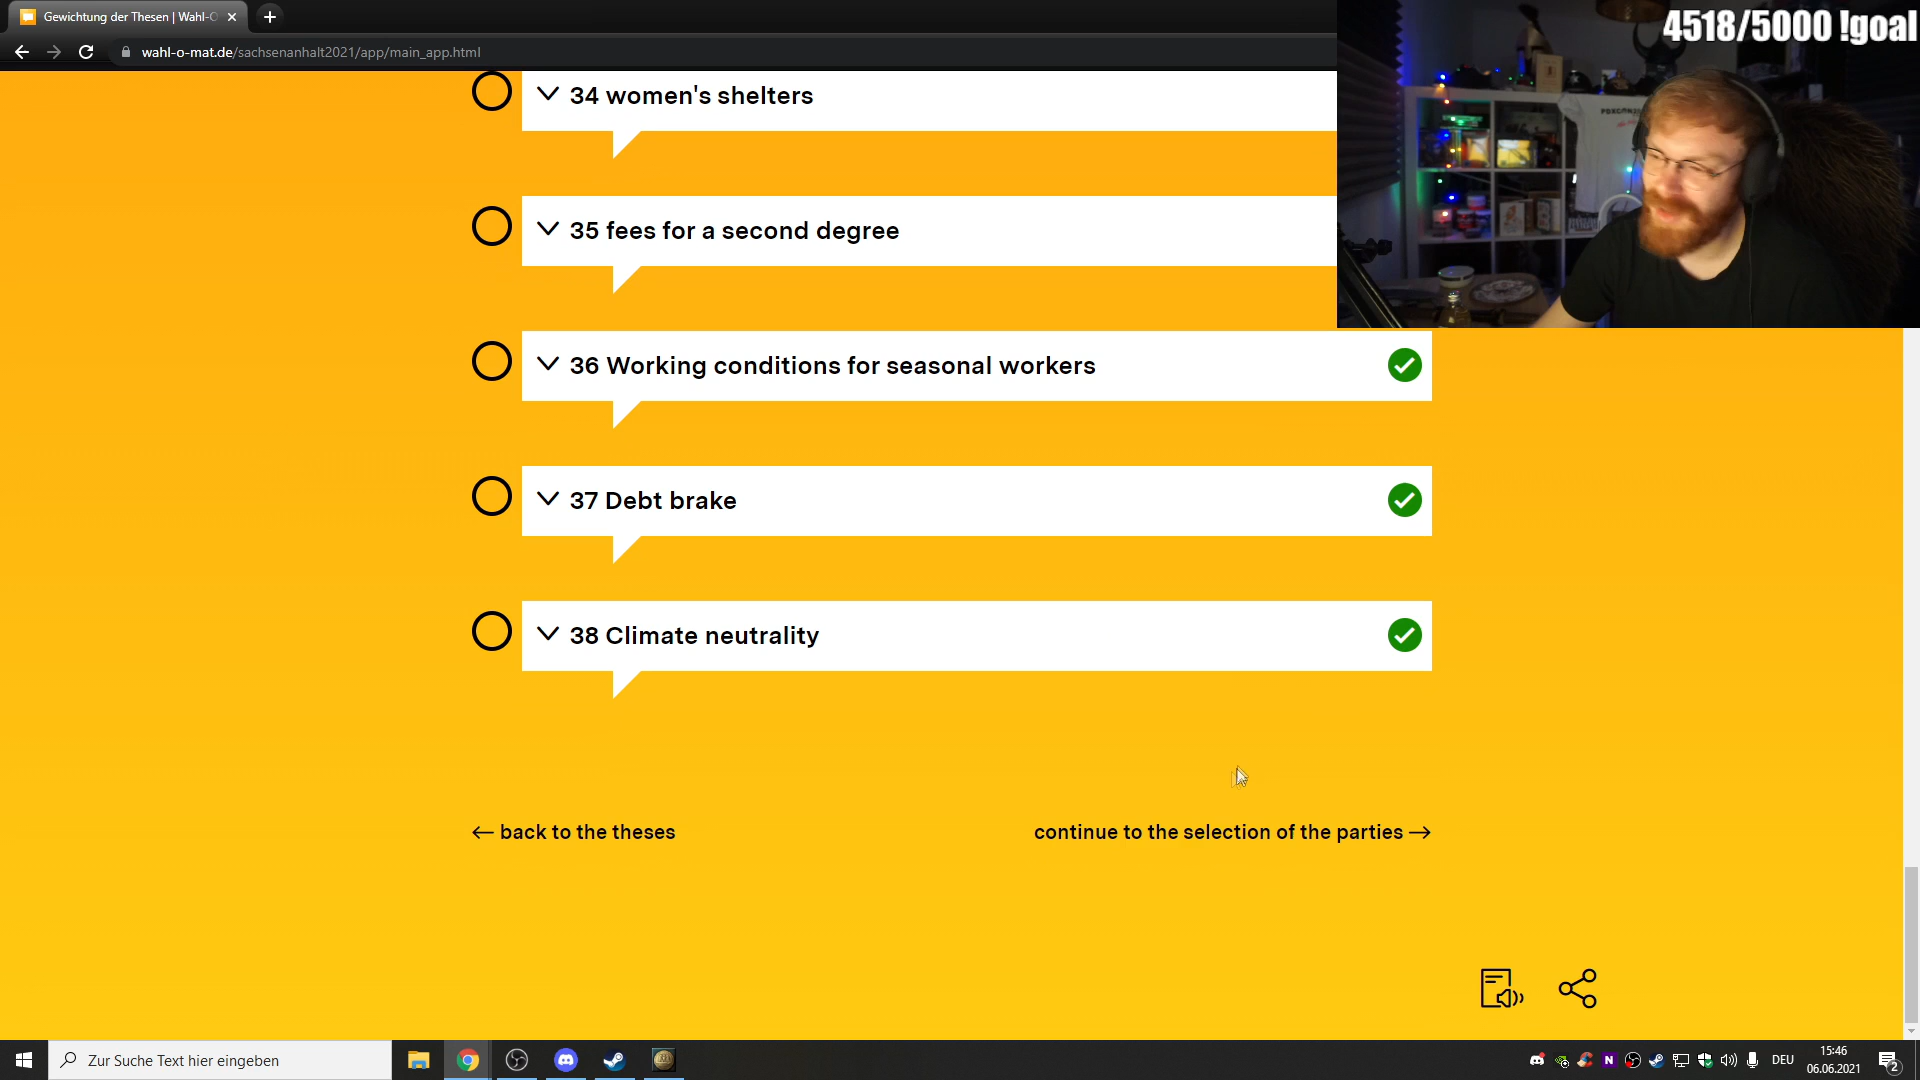 Gewichtung der Thesen | Wahl-O
wahl-o-mat.de/sachsenanhalt2021/app/main_app.html
4518/5000 !goal
34 women's shelters
35 fees for a second degree
36 Working conditions for seasonal workers
37 Debt brake
38 Climate neutrality
← back to the theses
continue to the selection of the parties →
Zur Suche Text hier eingeben
DEU
15:46
06.06.2021
2